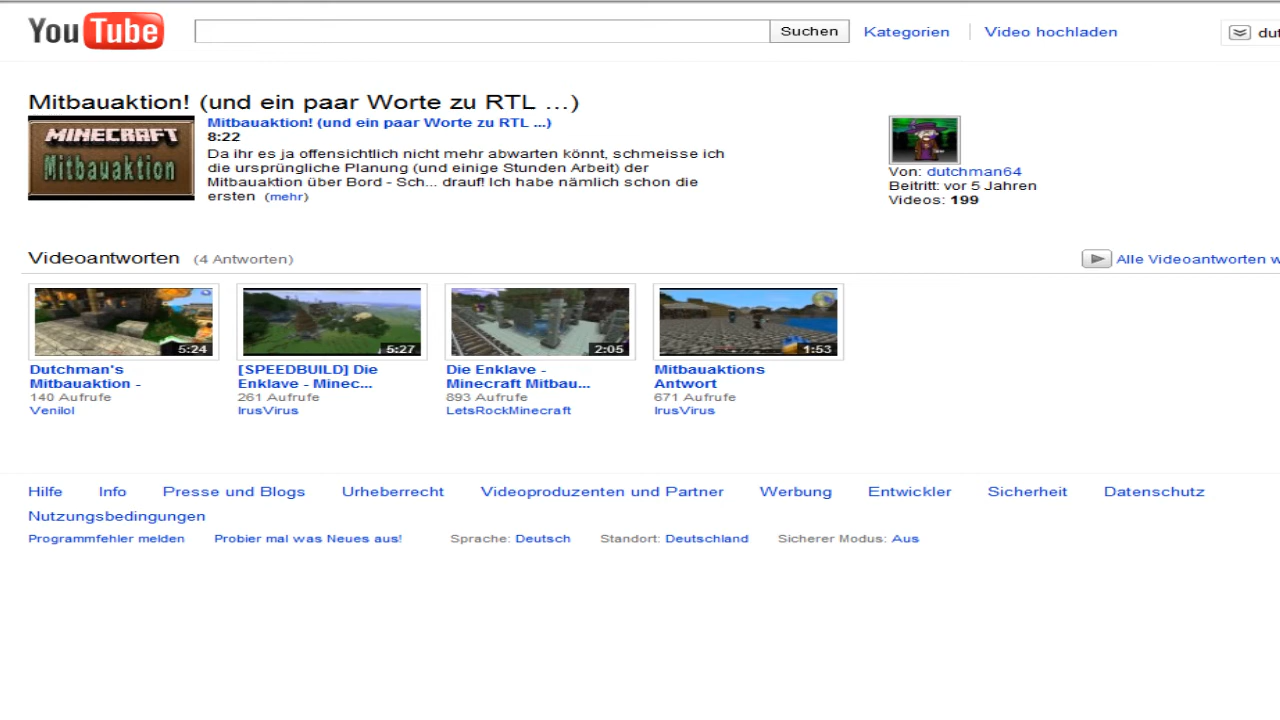 YouTube
Suchen
Kategorien
Video hochladen
dut
Mitbauaktion! (und ein paar Worte zu RTL ...)
MINECRAFT
Mitbauaktion
Mitbauaktion! (und ein paar Worte zu RTL ...)
8:22
Da ihr es ja offensichtlich nicht mehr abwarten könnt, schmeisse ich
die ursprüngliche Planung (und einige Stunden Arbeit) der
Mitbauaktion über Bord - Sch... drauf! Ich habe nämlich schon die
ersten (mehr)
Von: dutchman64
Beitritt: vor 5 Jahren
Videos: 199
Videoantworten (4 Antworten)
Alle Videoantworten w
5:24
5:27
2:05
1:53
Dutchman's
Mitbauaktion -
140 Aufrufe
Venilol
[SPEEDBUILD] Die
Enklave - Minec...
261 Aufrufe
IrusVirus
Die Enklave -
Minecraft Mitbau...
893 Aufrufe
LetsRockMinecraft
Mitbauaktions
Antwort
671 Aufrufe
IrusVirus
Hilfe Info Presse und Blogs Urheberrecht Videoproduzenten und Partner Werbung Entwickler Sicherheit Datenschutz
Nutzungsbedingungen
Programmfehler melden Probier mal was Neues aus! Sprache: Deutsch Standort: Deutschland Sicherer Modus: Aus